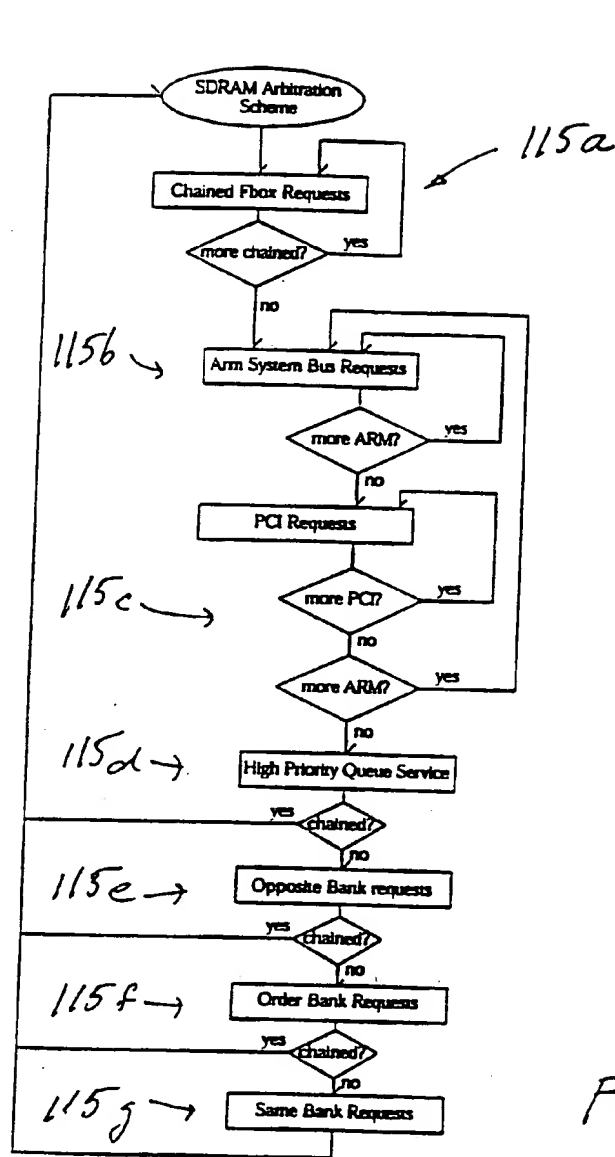 SDRAM Arbitration
Scheme
115a
Chained Fbox Requests
more chained?
yes
no
115b
Arm System Bus Requests
more ARM?
yes
no
PCI Requests
115c
more PCI?
yes
no
more ARM?
yes
no
115d
High Priority Queue Service
yes
chained?
no
115e
Opposite Bank requests
yes
chained?
no
115f
Order Bank Requests
yes
chained?
no
115g
Same Bank Requests
F